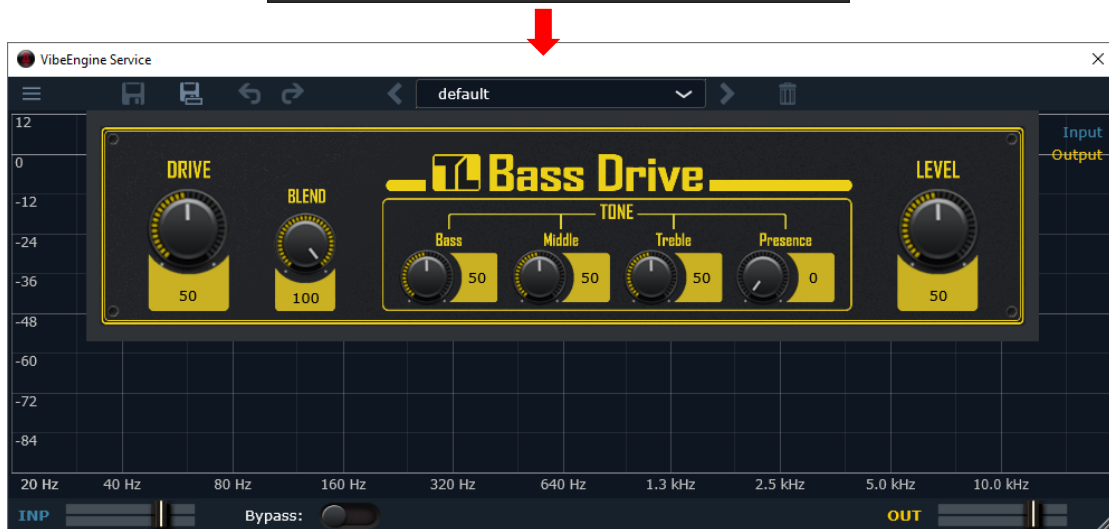 VibeEngine Service
default
12
0
-12
-24
-36
-48
-60
-72
-84
Input
Output
DRIVE
50
BLEND
100
TL Bass Drive
TONE
Bass
50
Middle
50
Treble
50
Presence
0
LEVEL
50
20 Hz 40 Hz 80 Hz 160 Hz 320 Hz 640 Hz 1.3 kHz 2.5 kHz 5.0 kHz 10.0 kHz
INP
Bypass:
OUT